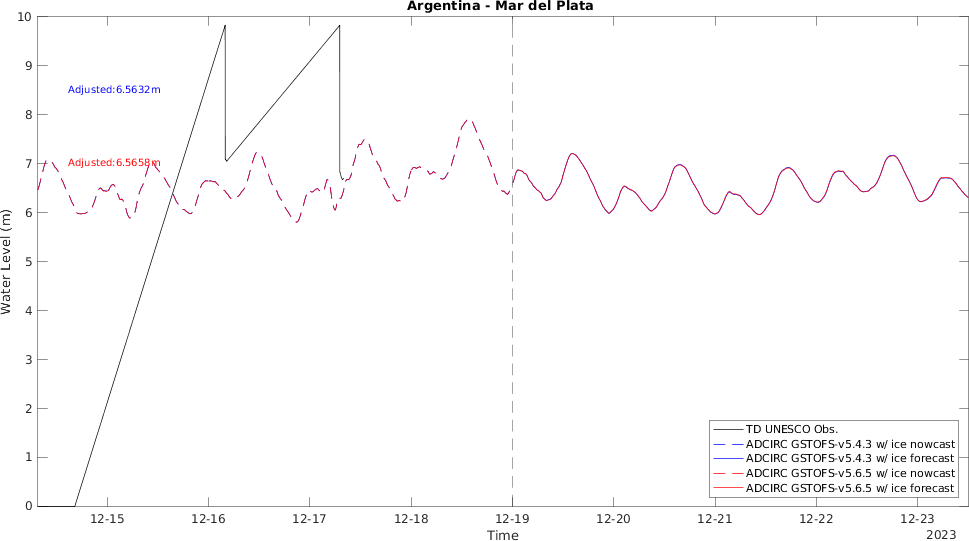 Argentina - Mar del Plata
10
9
8
7
6
5
4
3
2
1
0
Water Level (m)
Adjusted:6.5632m
Adjusted:6.5658m
TD UNESCO Obs.
ADCIRC GSTOFS-v5.4.3 w/ ice nowcast
ADCIRC GSTOFS-v5.4.3 w/ ice forecast
ADCIRC GSTOFS-v5.6.5 w/ ice nowcast
ADCIRC GSTOFS-v5.6.5 w/ ice forecast
12-15 12-16 12-17 12-18 12-19 12-20 12-21 12-22 12-23
Time
2023